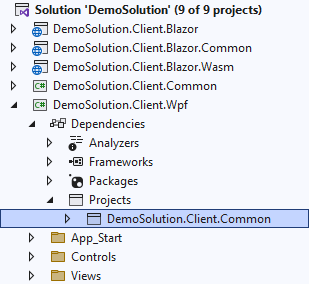 Solution 'DemoSolution' (9 of 9 projects)
DemoSolution.Client.Blazor
DemoSolution.Client.Blazor.Common
DemoSolution.Client.Blazor.Wasm
C# DemoSolution.Client.Common
C# DemoSolution.Client.Wpf
Dependencies
Analyzers
Frameworks
Packages
Projects
DemoSolution.Client.Common
App_Start
Controls
Views